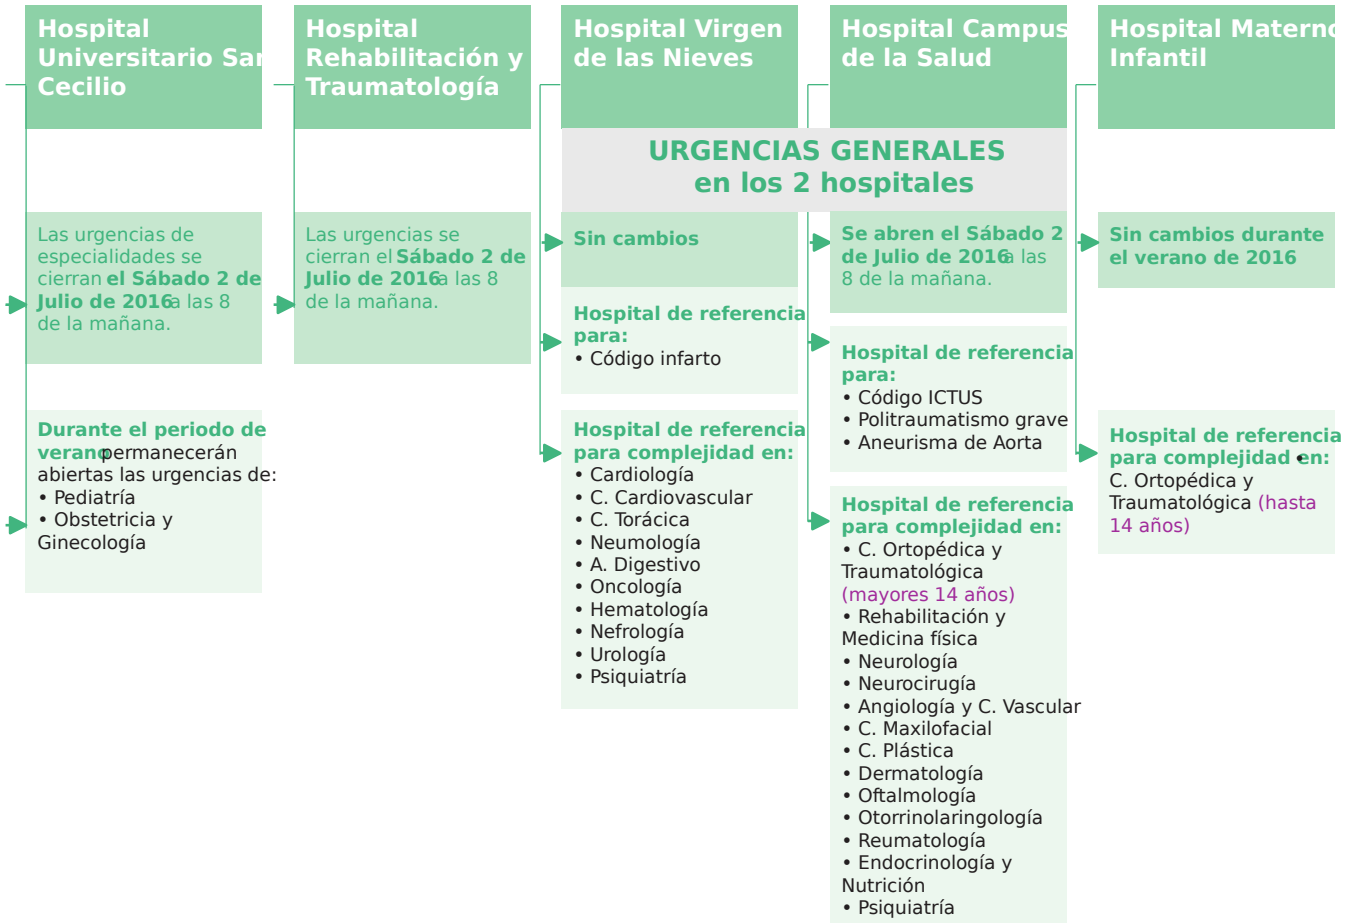 Hospital
Universitario San
Cecilio
Las urgencias de
especialidades se
cierran el Sábado 2 de
Julio de 2016 a las 8
de la mañana.
Durante el periodo de
verano permanecerán
abiertas las urgencias de:
• Pediatría
• Obstetricia y
Ginecología
Hospital
Rehabilitación y
Traumatología
Las urgencias se
cierran el Sábado 2 de
Julio de 2016 a las 8
de la mañana.
Hospital Virgen
de las Nieves
URGENCIAS GENERALES
en los 2 hospitales
Sin cambios
Hospital de referencia
para:
• Código infarto
Hospital de referencia
para complejidad en:
• Cardiología
• C. Cardiovascular
• C. Torácica
• Neumología
• A. Digestivo
• Oncología
• Hematología
• Nefrología
• Urología
• Psiquiatría
Hospital Campus
de la Salud
Se abren el Sábado 2
de Julio de 2016 a las
8 de la mañana.
Hospital de referencia
para:
• Código ICTUS
• Politraumatismo grave
• Aneurisma de Aorta
Hospital de referencia
para complejidad en:
• C. Ortopédica y
Traumatológica
(mayores 14 años)
• Rehabilitación y
Medicina física
• Neurología
• Neurocirugía
• Angiología y C. Vascular
• C. Maxilofacial
• C. Plástica
• Dermatología
• Oftalmología
• Otorrinolaringología
• Reumatología
• Endocrinología y
Nutrición
• Psiquiatría
Hospital Materno
Infantil
Sin cambios durante
el verano de 2016
Hospital de referencia
para complejidad en: •
C. Ortopédica y
Traumatológica (hasta
14 años)